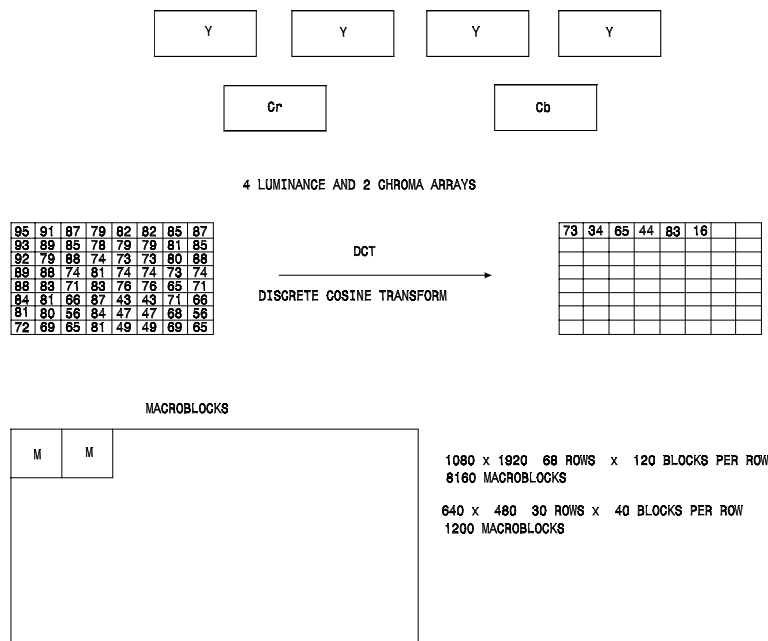 Y Y Y Y
Cr Cb
4 LUMINANCE AND 2 CHROMA ARRAYS
95 91 87 79 82 82 85 87
93 89 85 78 79 79 81 85
92 79 88 74 73 73 80 88
89 88 74 81 74 74 73 74
88 83 71 83 76 76 65 71
84 81 66 87 43 43 71 66
81 80 56 84 47 47 68 56
72 69 65 81 49 49 69 65
DCT
DISCRETE COSINE TRANSFORM
73 34 65 44 83 16
MACROBLOCKS
M M
1080 x 1920 68 ROWS x 120 BLOCKS PER ROW
8160 MACROBLOCKS
640 x 480 30 ROWS x 40 BLOCKS PER ROW
1200 MACROBLOCKS